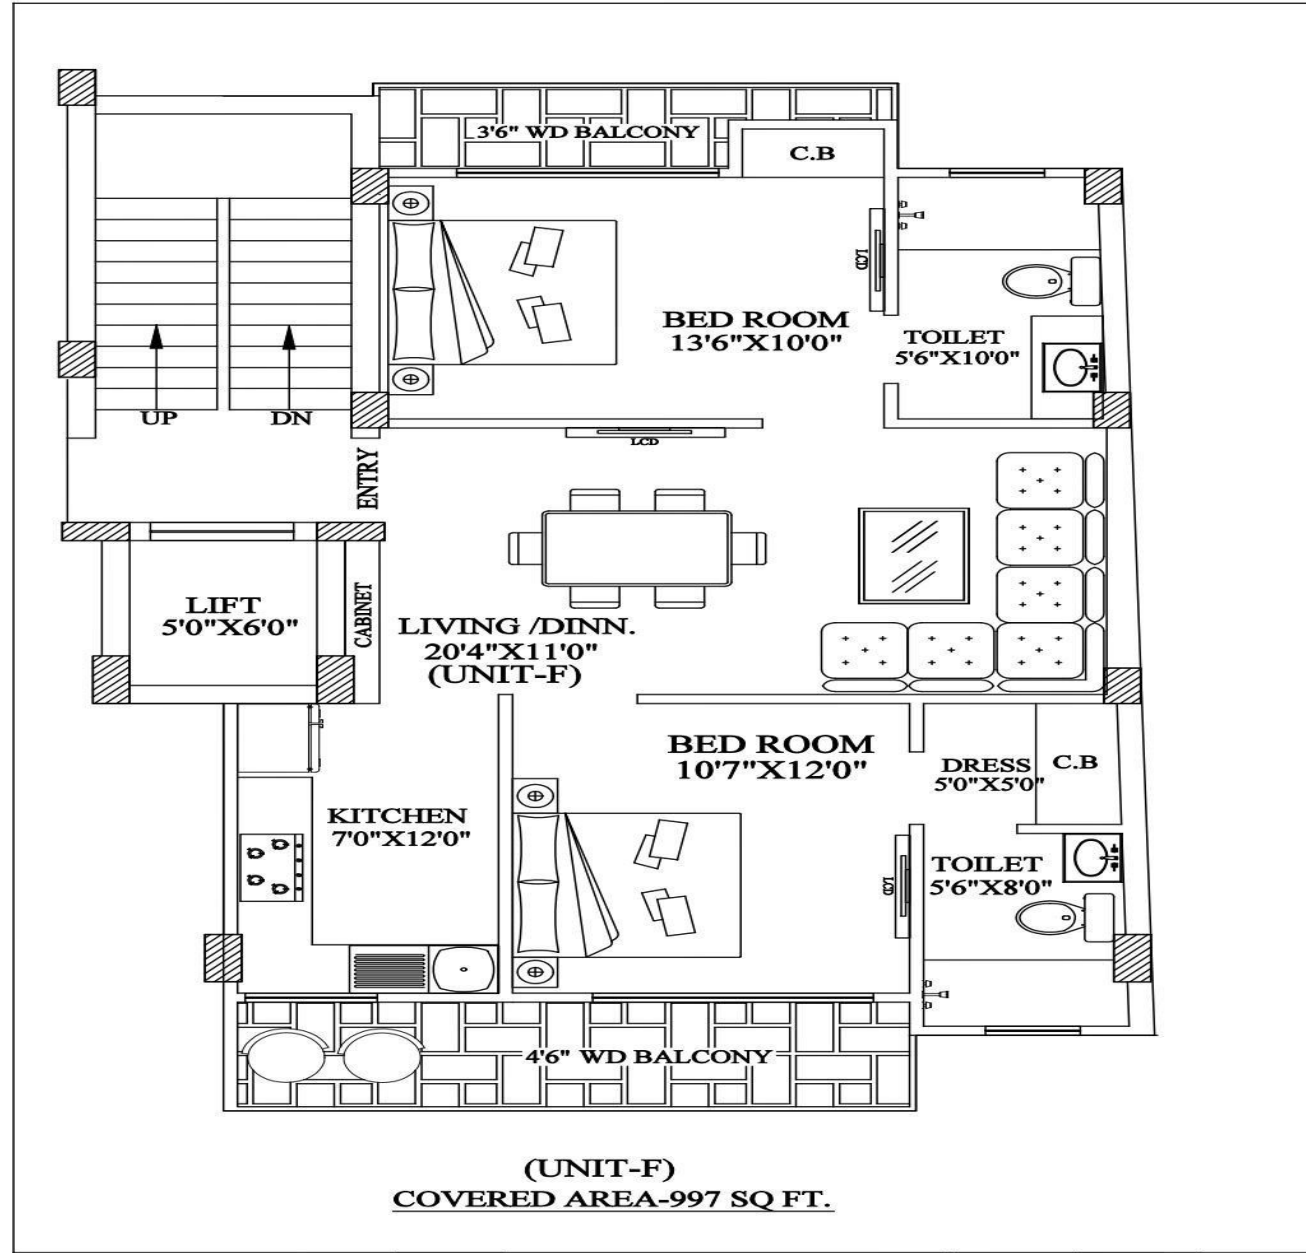 3'6" WD BALCONY
C.B
LCD
BED ROOM
13'6"X10'0"
TOILET
5'6"X10'0"
UP
DN
LCD
ENTRY
LIFT
5'0"X6'0"
CABINET
LIVING /DINN.
20'4"X11'0"
(UNIT-F)
BED ROOM
10'7"X12'0"
DRESS
5'0"X5'0"
C.B
KITCHEN
7'0"X12'0"
LCD
TOILET
5'6"X8'0"
4'6" WD BALCONY
(UNIT-F)
COVERED AREA-997 SQ FT.